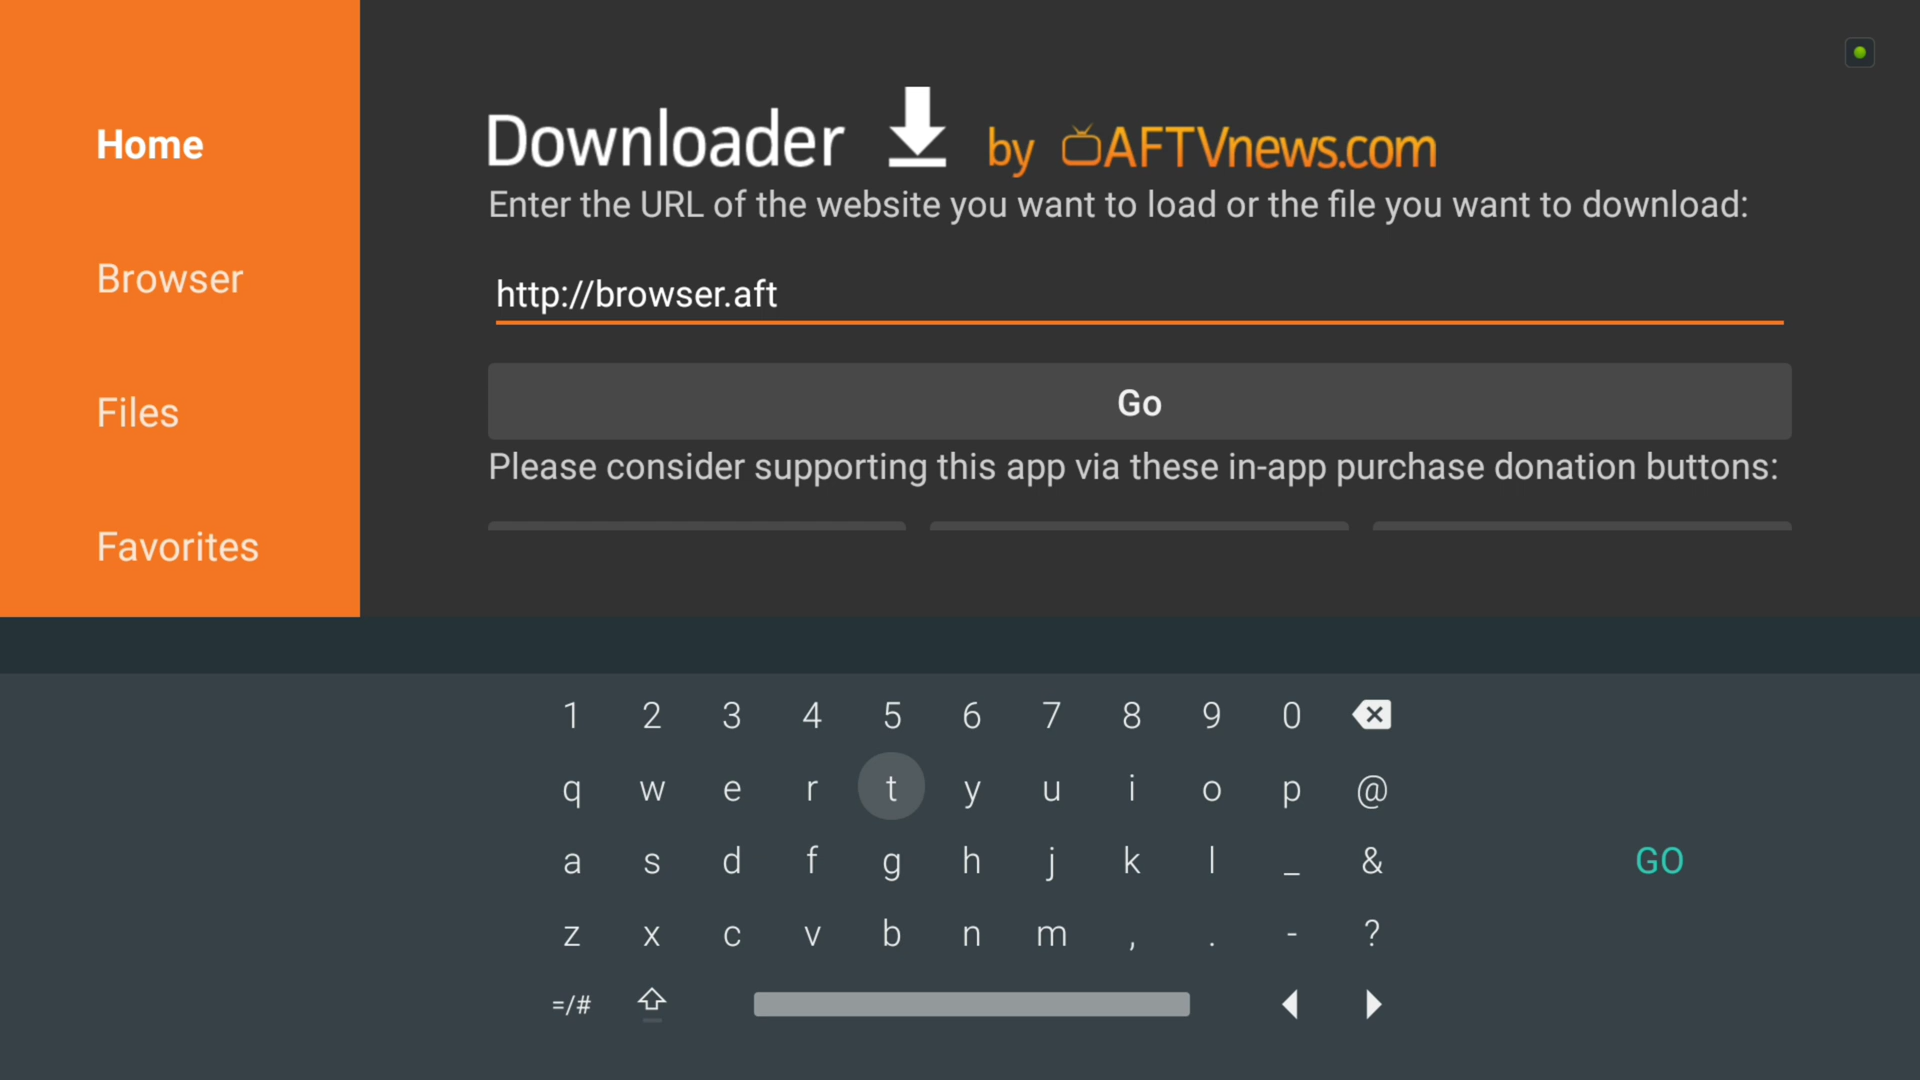 Home
Browser
Files
Favorites
Downloader by AFTVnews.com
Enter the URL of the website you want to load or the file you want to download:
http://browser.aft
Go
Please consider supporting this app via these in-app purchase donation buttons:
1 2 3 4 5 6 7 8 9 0
q w e r t y u i o p @
a s d f g h j k l _ &
GO
z x c v b n m , . - ?
=/#